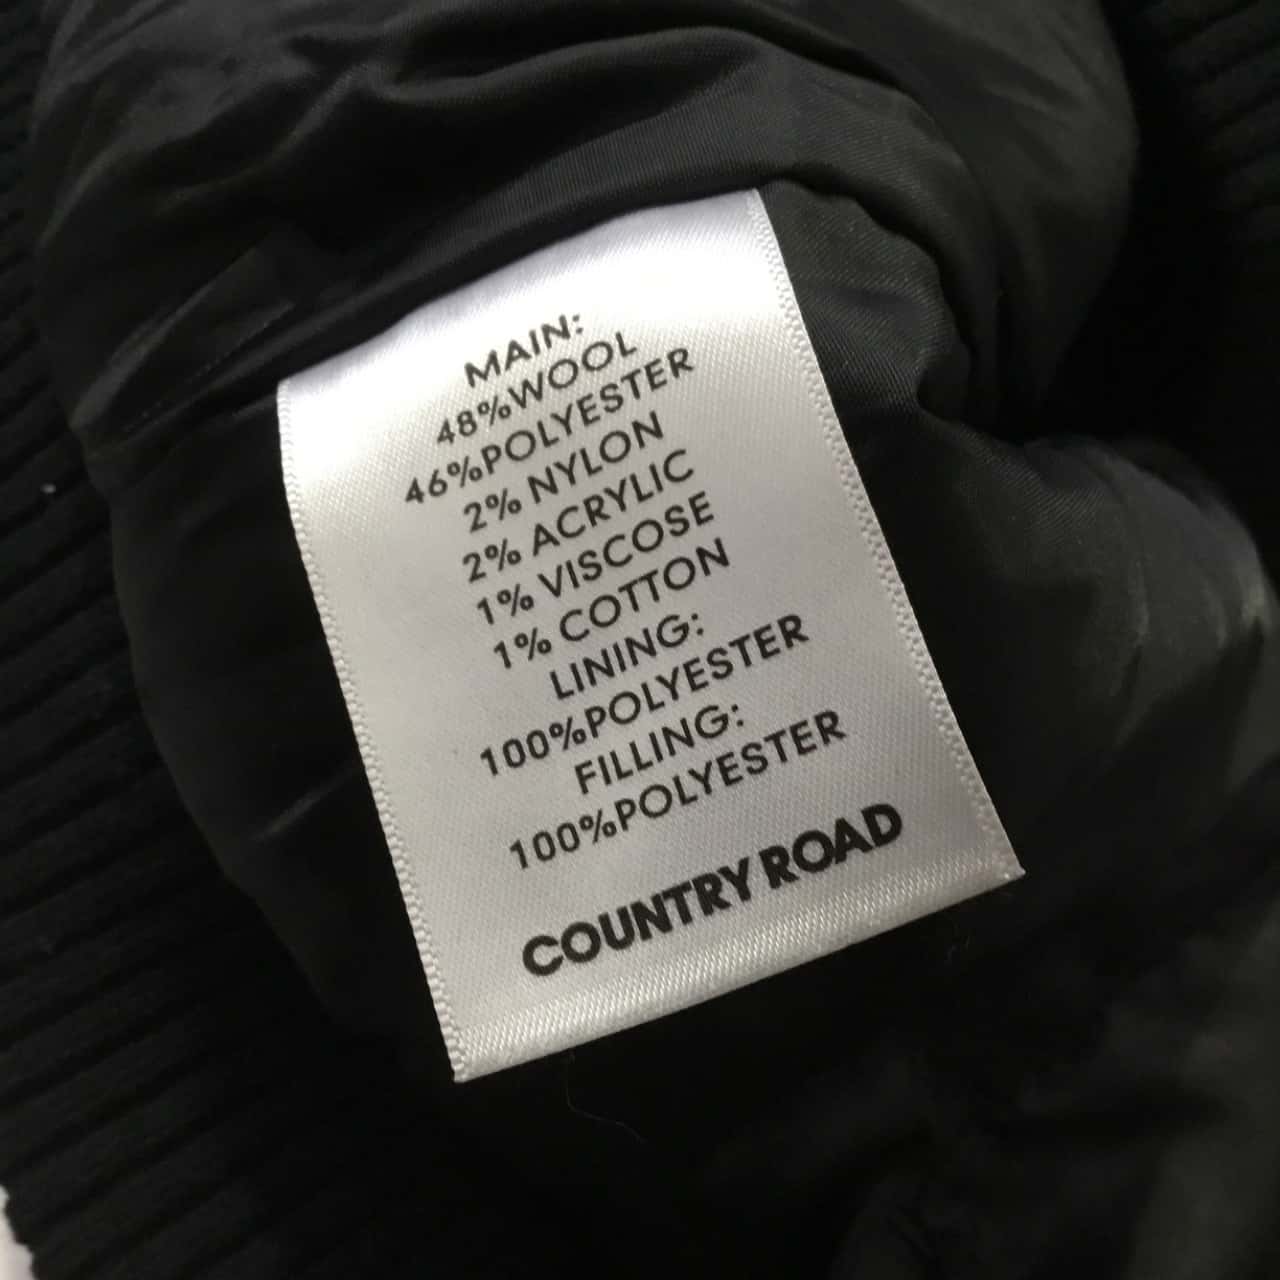 MAIN:
48%WOOL
46%POLYESTER
2% NYLON
2% ACRYLIC
1% VISCOSE
1% COTTON
LINING:
100%POLYESTER
FILLING:
100%POLYESTER
COUNTRY ROAD